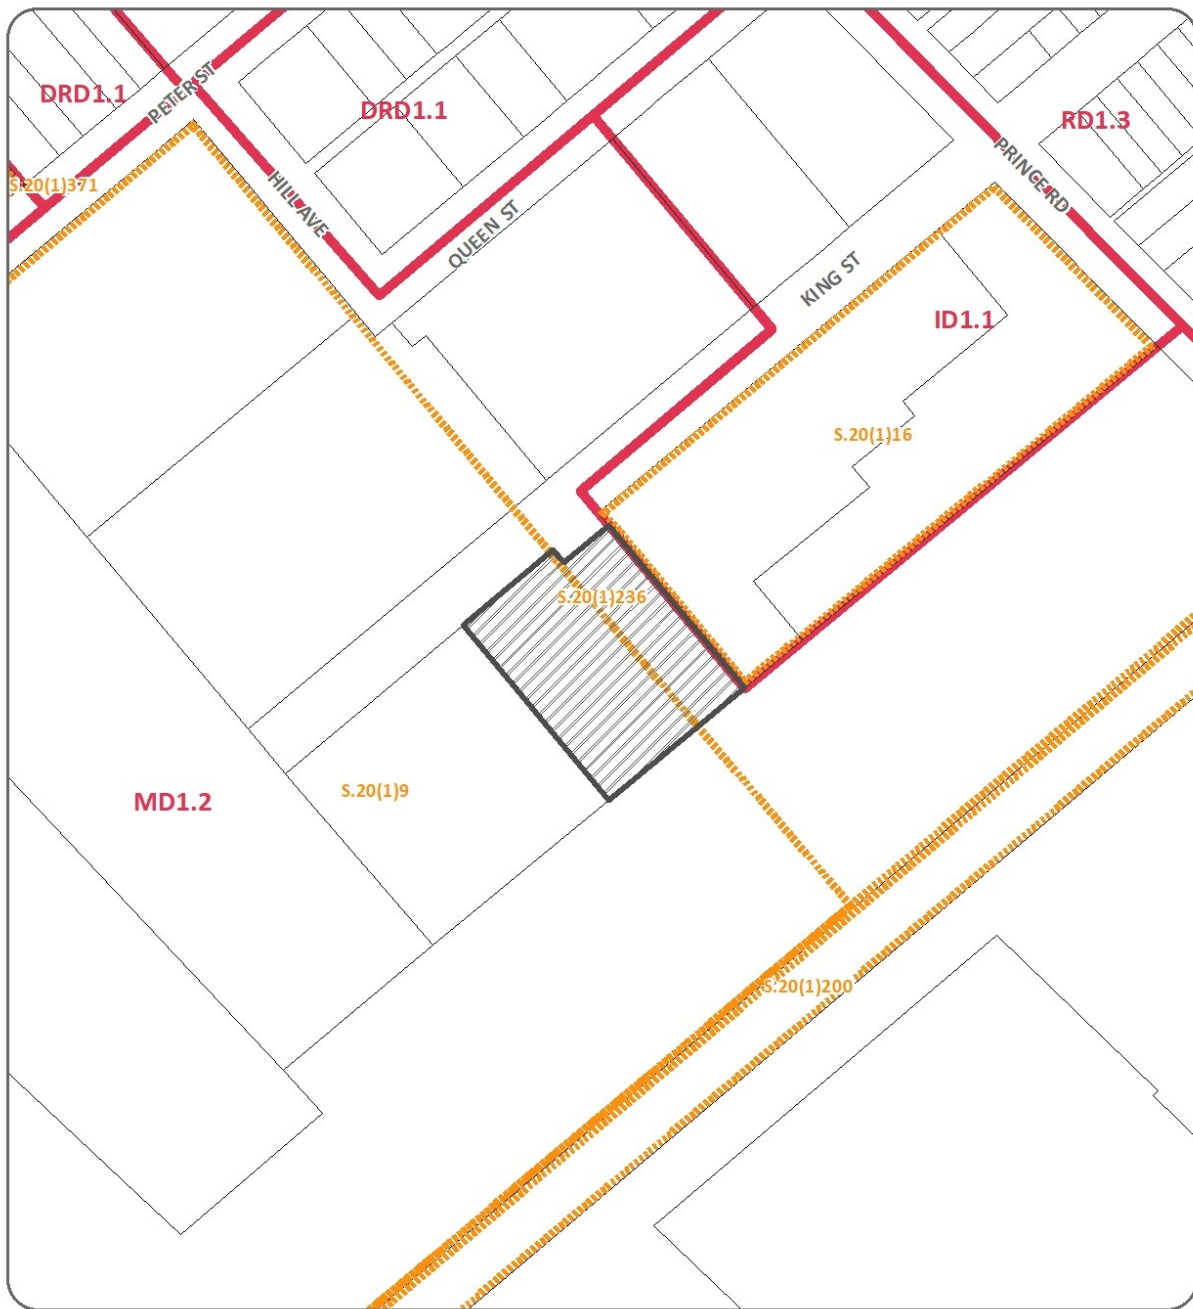 DRD1.1
PETER ST
DRD1.1
RD1.3
S.20(1)371
HILL AVE
PRINCE RD
QUEEN ST
KING ST
ID1.1
S.20(1)16
S.20(1)236
S.20(1)9
MD1.2
S.20(1)200